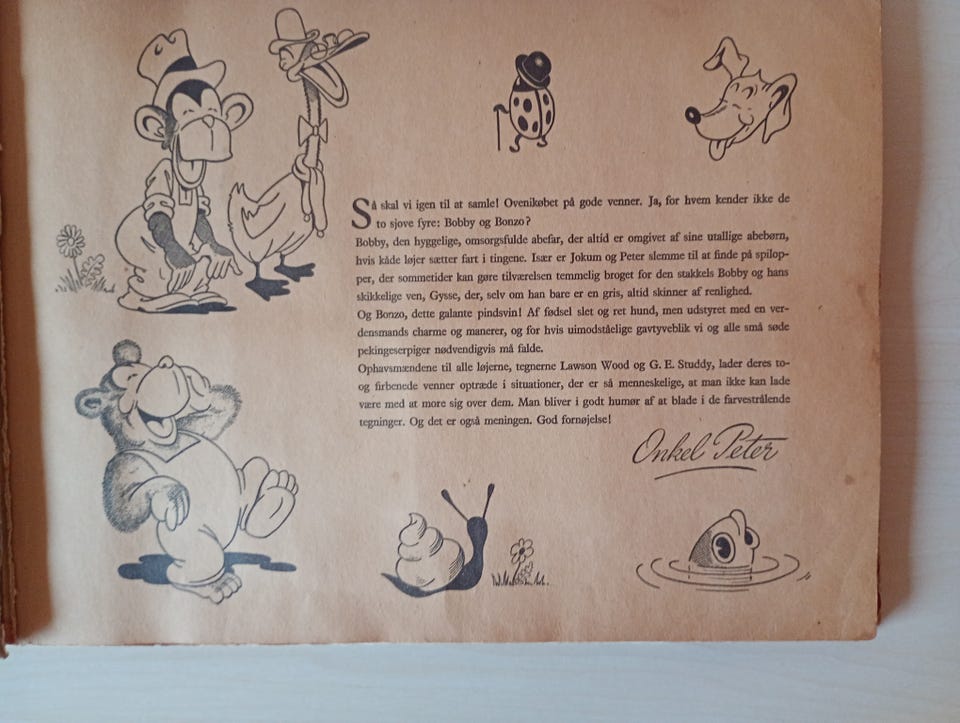 Så skal vi igen til at samle! Ovenikøbet på gode venner. Ja, for hvem kender ikke de
to sjove fyre: Bobby og Bonzo?
Bobby, den hyggelige, omsorgsfulde abefar, der altid er omgivet af sine utallige abebørn,
hvis kåde løjer sætter fart i tingene. Især er Jokum og Peter slemme til at finde på spilop-
per, der sommetider kan gøre tilværelsen temmelig broget for den stakkels Bobby og hans
skikkelige ven, Gysse, der, selv om han bare er en gris, altid skinner af renlighed.
Og Bonzo, dette galante pindsvin! Af fødsel slet og ret hund, men udstyret med en ver-
densmands charme og manerer, og for hvis uimodståelige gavtyveblik vi og alle små søde
pekingeserpiger nødvendigvis må falde.
Ophavsmændene til alle løjerne, tegnerne Lawson Wood og G. E. Studdy, lader deres to-
og firbenede venner optræde i situationer, der er så menneskelige, at man ikke kan lade
være med at more sig over dem. Man bliver i godt humør af at blade i de farvestrålende
tegninger. Og det er også meningen. God fornøjelse!
Onkel Peter